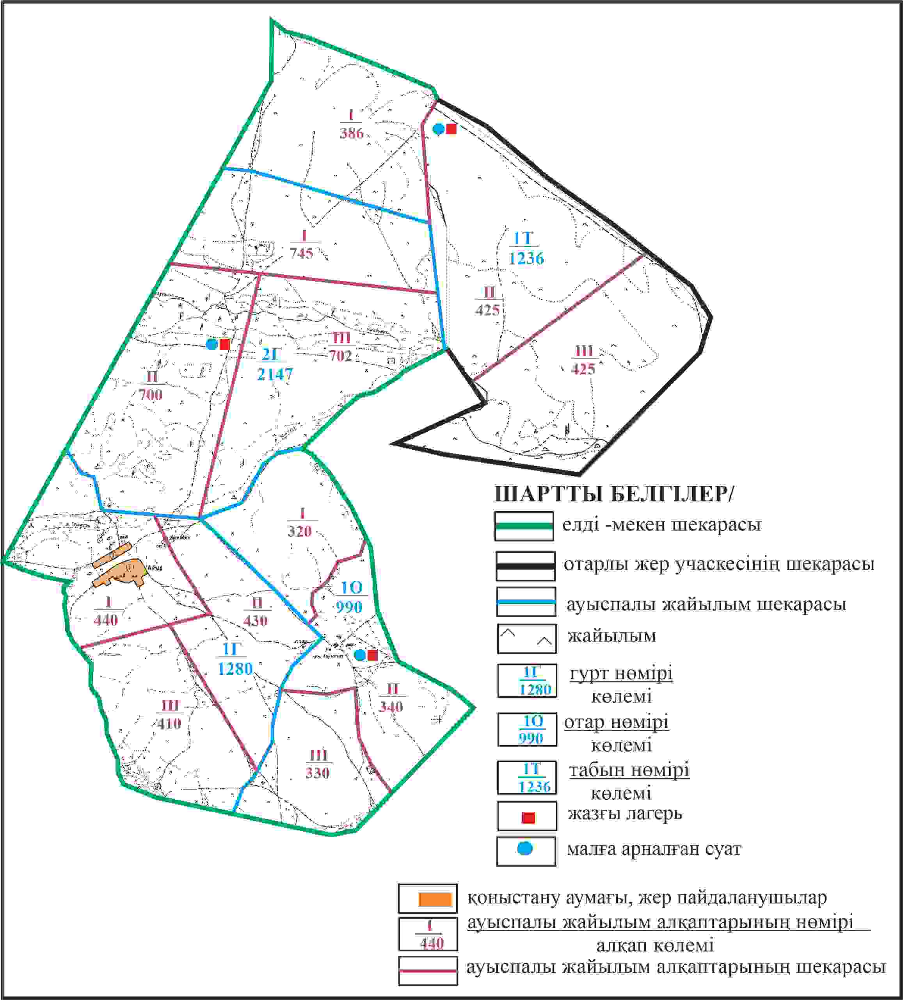 I
386
I
745
1Т
1236
II
425
III
702
2Г
2147
III
425
II
700
I
320
1О
990
I
440
II
430
1Г
1280
II
340
III
410
III
330
Айыр
ШАРТТЫ БЕЛГІЛЕР/
елді -мекен шекарасы
отарлы жер учаскесінің шекарасы
ауыспалы жайылым шекарасы
жайылым
1Г
1280
гурт нөмірі
көлемі
1О
990
отар нөмірі
көлемі
1Т
1236
табын нөмірі
көлемі
жазғы лагерь
малға арналған суат
қоныстану аумағы, жер пайдаланушылар
I
440
ауыспалы жайылым алқаптарының нөмірі
алқап көлемі
ауыспалы жайылым алқаптарының шекарасы